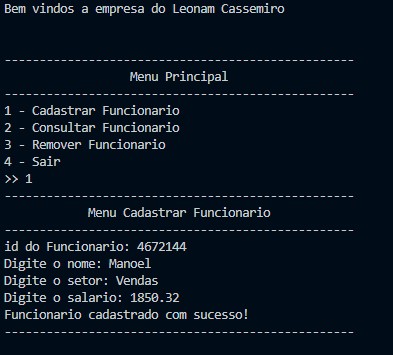 Bem vindos a empresa do Leonam Cassemiro
--------------------------------------------------
Menu Principal
--------------------------------------------------
1 - Cadastrar Funcionario
2 - Consultar Funcionario
3 - Remover Funcionario
4 - Sair
>> 1
--------------------------------------------------
Menu Cadastrar Funcionario
--------------------------------------------------
id do Funcionario: 4672144
Digite o nome: Manoel
Digite o setor: Vendas
Digite o salario: 1850.32
Funcionario cadastrado com sucesso!
--------------------------------------------------